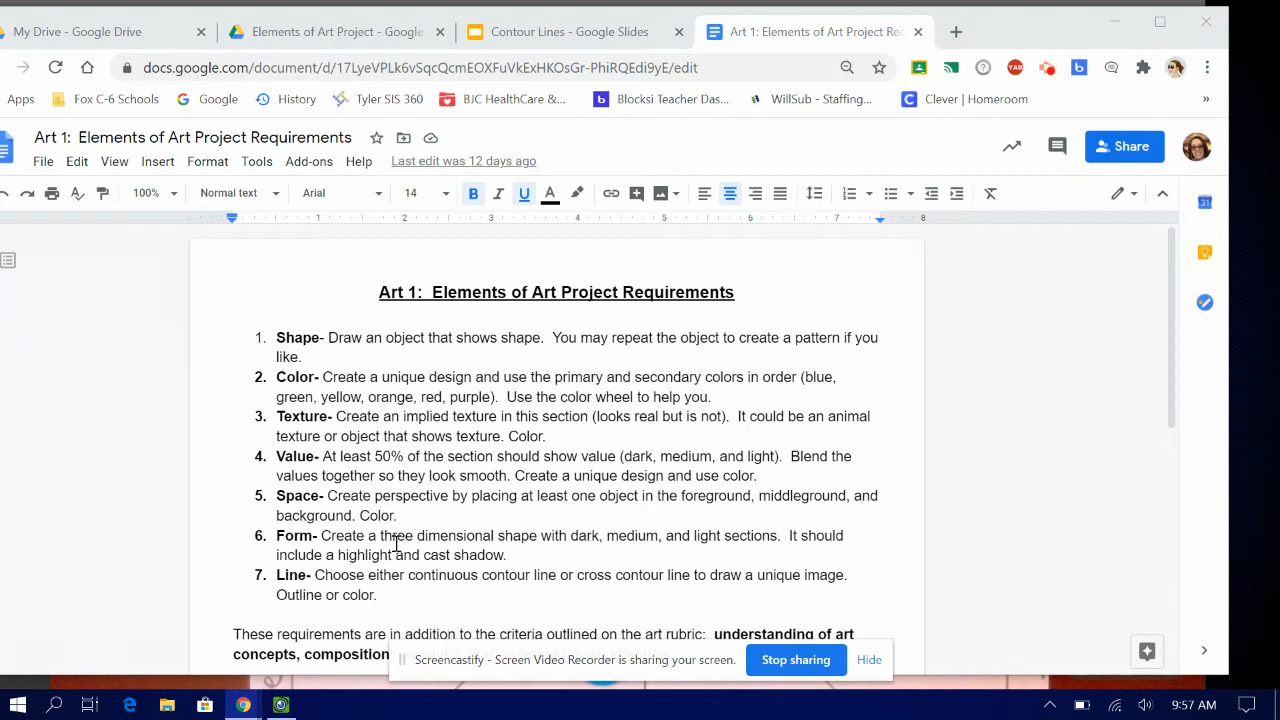 My Drive - Google Drive
Elements of Art Project - Google
Contour Lines - Google Slides
Art 1: Elements of Art Project Rec
docs.google.com/document/d/17LyeVPLk6vSqcQcmEOXFuVkExHKOsGr-PhiRQEdi9yE/edit
Apps Fox C-6 Schools Google History Tyler SIS 360 BJC HealthCare &... Blocksi Teacher Das... WillSub - Staffing... Clever | Homeroom »
Art 1: Elements of Art Project Requirements
File Edit View Insert Format Tools Add-ons Help Last edit was 12 days ago
Share
100% Normal text Arial 14 B I U A
1 2 3 4 5 6 7 8
31
Art 1: Elements of Art Project Requirements
1. Shape- Draw an object that shows shape. You may repeat the object to create a pattern if you
like.
2. Color- Create a unique design and use the primary and secondary colors in order (blue,
green, yellow, orange, red, purple). Use the color wheel to help you.
3. Texture- Create an implied texture in this section (looks real but is not). It could be an animal
texture or object that shows texture. Color.
4. Value- At least 50% of the section should show value (dark, medium, and light). Blend the
values together so they look smooth. Create a unique design and use color.
5. Space- Create perspective by placing at least one object in the foreground, middleground, and
background. Color.
6. Form- Create a three dimensional shape with dark, medium, and light sections. It should
include a highlight and cast shadow.
7. Line- Choose either continuous contour line or cross contour line to draw a unique image.
Outline or color.
These requirements are in addition to the criteria outlined on the art rubric: understanding of art
concepts, composition
Screencastify - Screen Video Recorder is sharing your screen. Stop sharing Hide
9:57 AM